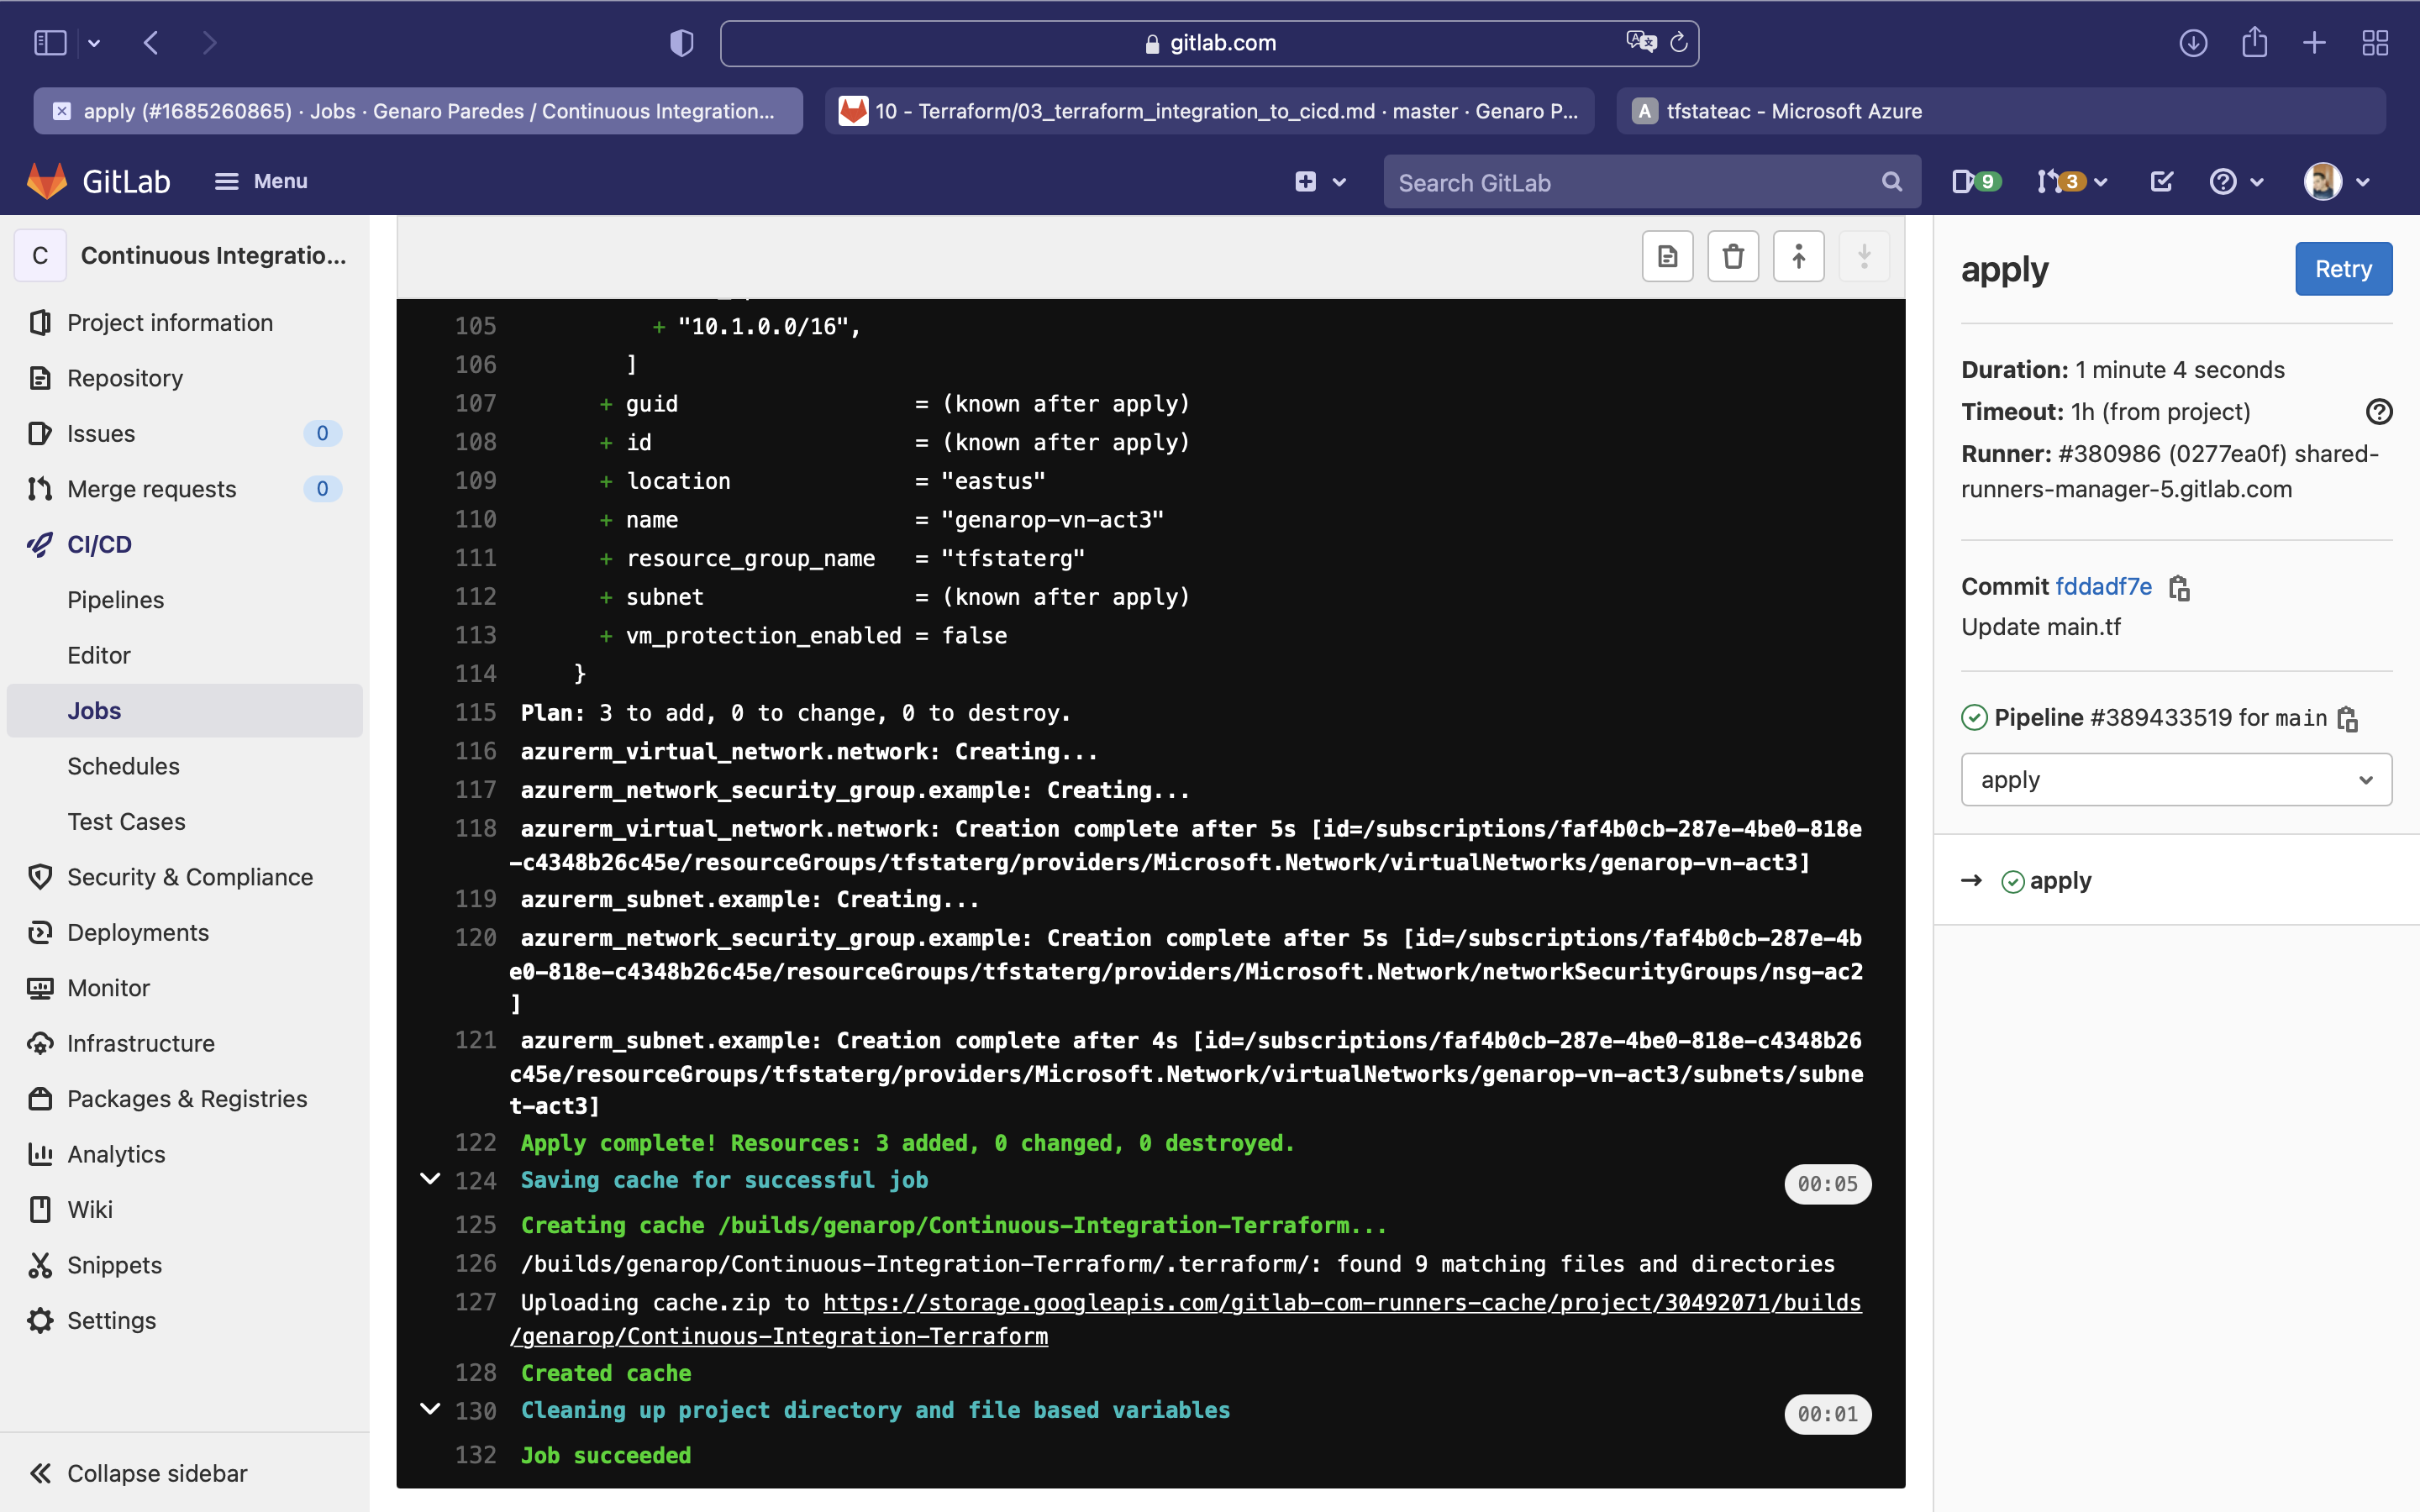 gitlab.com
apply (#1685260865) · Jobs · Genaro Paredes / Continuous Integration...
10 - Terraform/03_terraform_integration_to_cicd.md · master · Genaro P...
A tfstateac - Microsoft Azure
GitLab
Menu
Search GitLab
9
3
C Continuous Integratio...
Project information
Repository
Issues 0
Merge requests 0
CI/CD
Pipelines
Editor
Jobs
Schedules
Test Cases
Security & Compliance
Deployments
Monitor
Infrastructure
Packages & Registries
Analytics
Wiki
Snippets
Settings
Collapse sidebar
105 + "10.1.0.0/16",
106 ]
107 + guid = (known after apply)
108 + id = (known after apply)
109 + location = "eastus"
110 + name = "genarop-vn-act3"
111 + resource_group_name = "tfstaterg"
112 + subnet = (known after apply)
113 + vm_protection_enabled = false
114 }
115 Plan: 3 to add, 0 to change, 0 to destroy.
116 azurerm_virtual_network.network: Creating...
117 azurerm_network_security_group.example: Creating...
118 azurerm_virtual_network.network: Creation complete after 5s [id=/subscriptions/faf4b0cb-287e-4be0-818e
-c4348b26c45e/resourceGroups/tfstaterg/providers/Microsoft.Network/virtualNetworks/genarop-vn-act3]
119 azurerm_subnet.example: Creating...
120 azurerm_network_security_group.example: Creation complete after 5s [id=/subscriptions/faf4b0cb-287e-4b
e0-818e-c4348b26c45e/resourceGroups/tfstaterg/providers/Microsoft.Network/networkSecurityGroups/nsg-ac2
]
121 azurerm_subnet.example: Creation complete after 4s [id=/subscriptions/faf4b0cb-287e-4be0-818e-c4348b26
c45e/resourceGroups/tfstaterg/providers/Microsoft.Network/virtualNetworks/genarop-vn-act3/subnets/subne
t-act3]
122 Apply complete! Resources: 3 added, 0 changed, 0 destroyed.
124 Saving cache for successful job 00:05
125 Creating cache /builds/genarop/Continuous-Integration-Terraform...
126 /builds/genarop/Continuous-Integration-Terraform/.terraform/: found 9 matching files and directories
127 Uploading cache.zip to https://storage.googleapis.com/gitlab-com-runners-cache/project/30492071/builds
/genarop/Continuous-Integration-Terraform
128 Created cache
130 Cleaning up project directory and file based variables 00:01
132 Job succeeded
apply
Retry
Duration: 1 minute 4 seconds
Timeout: 1h (from project)
Runner: #380986 (0277ea0f) shared-
runners-manager-5.gitlab.com
Commit fddadf7e
Update main.tf
Pipeline #389433519 for main
apply
→ apply